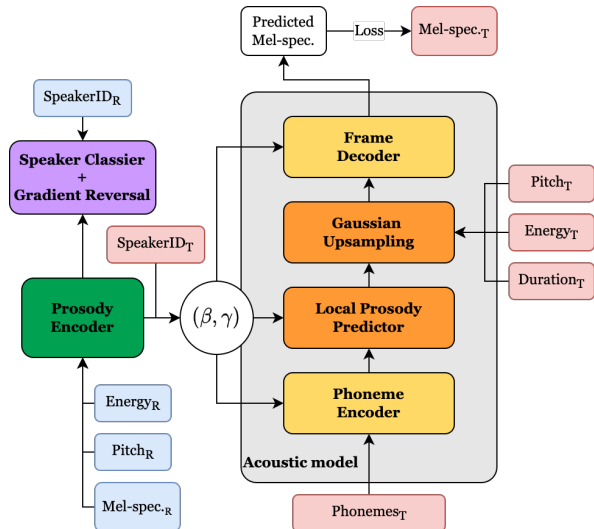 Predicted
Mel-spec.
Loss
Mel-spec.T
SpeakerIDR
Speaker Classier
+
Gradient Reversal
Frame
Decoder
PitchT
SpeakerIDT
Gaussian
Upsampling
EnergyT
DurationT
Prosody
Encoder
(β, γ)
Local Prosody
Predictor
Phoneme
Encoder
EnergyR
PitchR
Mel-spec.R
Acoustic model
PhonemesT